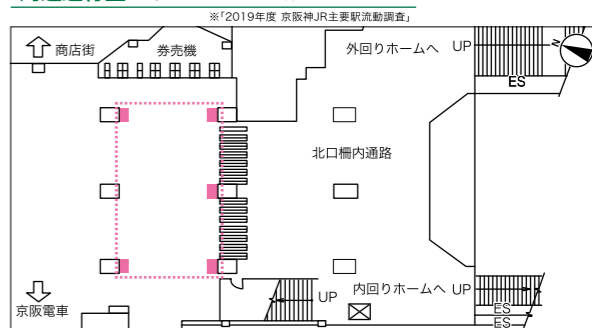 ※「2019年度 京阪神JR主要駅流動調査」
商店街
券売機
外回りホームへ UP
N
ES
北口柵内通路
京阪電車
UP
内回りホームへ UP
ES
ES